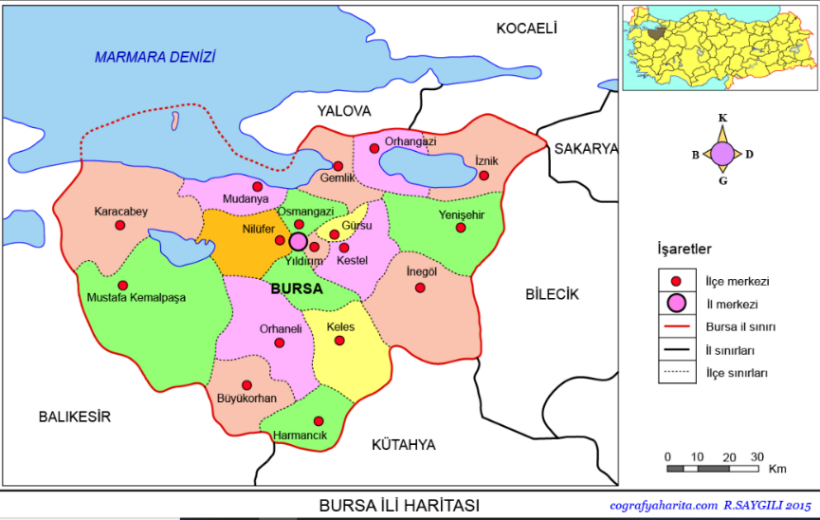 KOCAELİ
MARMARA DENİZİ
YALOVA
SAKARYA
Orhangazi
İznik
Gemlik
Mudanya
Karacabey
Osmangazi
Yenişehir
Nilüfer
Gürsu
Yıldırım
Kestel
İnegöl
BURSA
Mustafa Kemalpaşa
BİLECİK
Orhaneli
Keles
Büyükorhan
BALIKESİR
Harmancık
KÜTAHYA
K
B
D
G
İşaretler
İlçe merkezi
İl merkezi
Bursa il sınırı
İl sınırları
İlçe sınırları
0 10 20 30
Km
BURSA İLİ HARİTASI
cografyaharita.com R.SAYGILI 2015